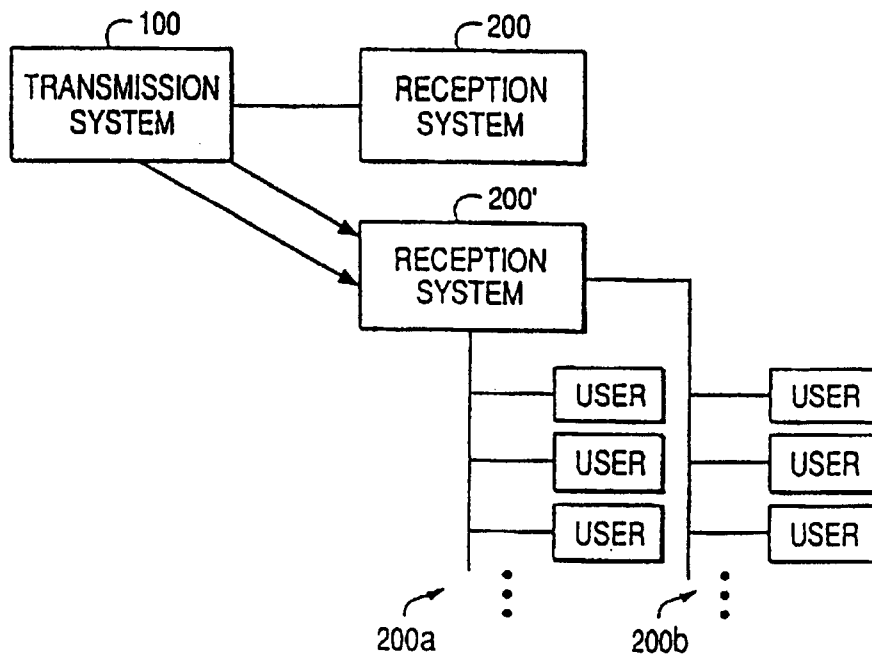 100
200
TRANSMISSION
SYSTEM
RECEPTION
SYSTEM
200'
RECEPTION
SYSTEM
USER
USER
USER
USER
USER
USER
200a
200b